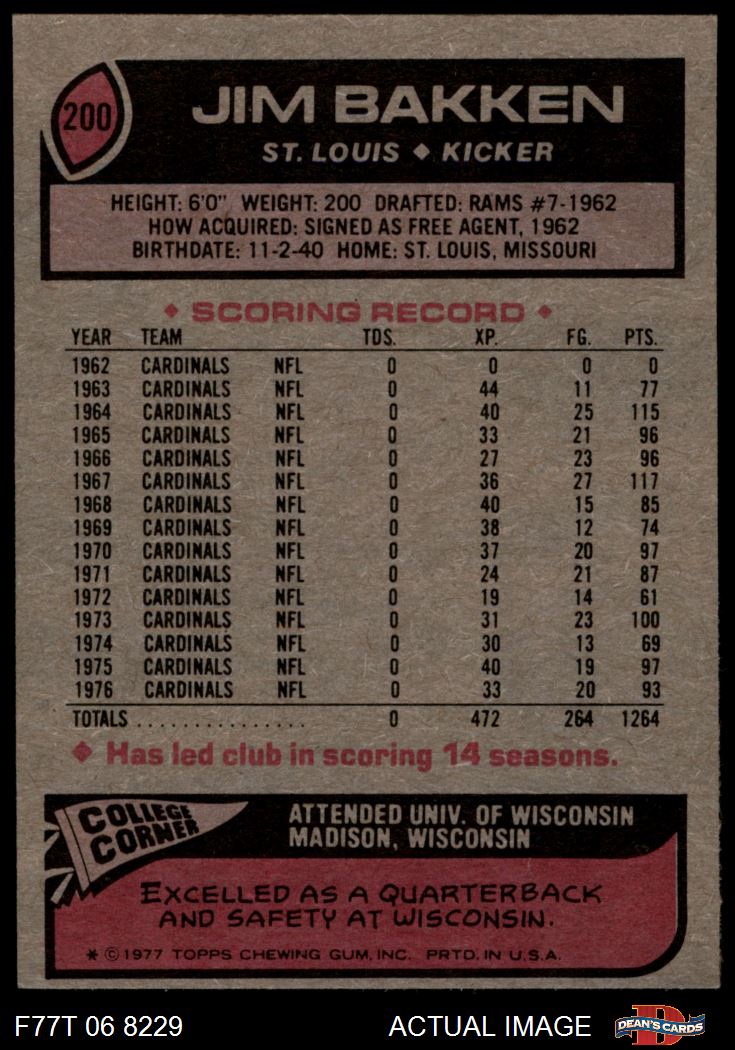 200
JIM BAKKEN
ST. LOUIS ◆ KICKER
HEIGHT: 6'0" WEIGHT: 200 DRAFTED: RAMS #7-1962
HOW ACQUIRED: SIGNED AS FREE AGENT, 1962
BIRTHDATE: 11-2-40 HOME: ST. LOUIS, MISSOURI
◆ SCORING RECORD ◆
YEAR TEAM TDS. XP. FG. PTS.
1962 CARDINALS NFL 0 0 0 0
1963 CARDINALS NFL 0 44 11 77
1964 CARDINALS NFL 0 40 25 115
1965 CARDINALS NFL 0 33 21 96
1966 CARDINALS NFL 0 27 23 96
1967 CARDINALS NFL 0 36 27 117
1968 CARDINALS NFL 0 40 15 85
1969 CARDINALS NFL 0 38 12 74
1970 CARDINALS NFL 0 37 20 97
1971 CARDINALS NFL 0 24 21 87
1972 CARDINALS NFL 0 19 14 61
1973 CARDINALS NFL 0 31 23 100
1974 CARDINALS NFL 0 30 13 69
1975 CARDINALS NFL 0 40 19 97
1976 CARDINALS NFL 0 33 20 93
TOTALS . . . . . . . . . . . . . . . 0 472 264 1264
◆ Has led club in scoring 14 seasons.
COLLEGE
CORNER
ATTENDED UNIV. OF WISCONSIN
MADISON, WISCONSIN
EXCELLED AS A QUARTERBACK
AND SAFETY AT WISCONSIN.
* © 1977 TOPPS CHEWING GUM, INC. PRTD. IN U.S.A.
F77T 06 8229 ACTUAL IMAGE D DEAN'S CARDS